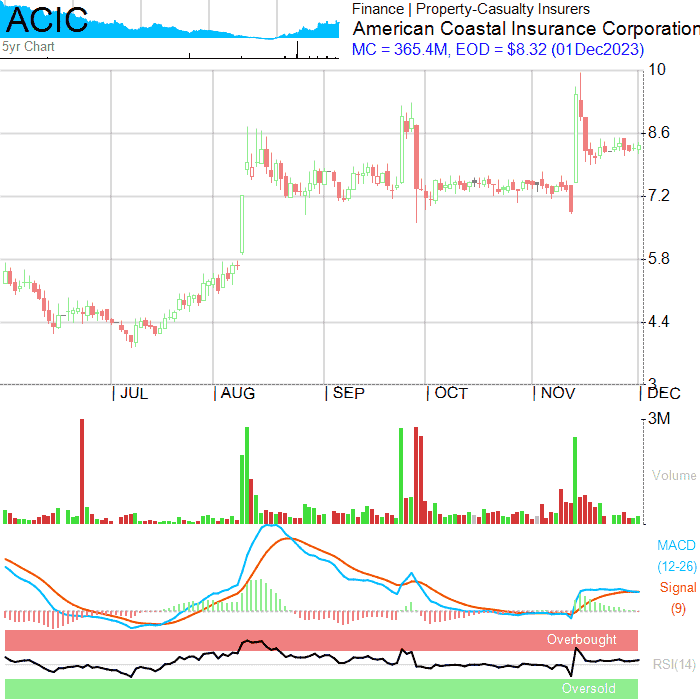 ACIC
5yr Chart
Finance | Property-Casualty Insurers
American Coastal Insurance Corporation
MC = 365.4M, EOD = $8.32 (01Dec2023)
10
8.6
7.2
5.8
4.4
3
JUL AUG SEP OCT NOV DEC
3M
Volume
MACD
(12-26)
Signal
(9)
Overbought
RSI(14)
Oversold